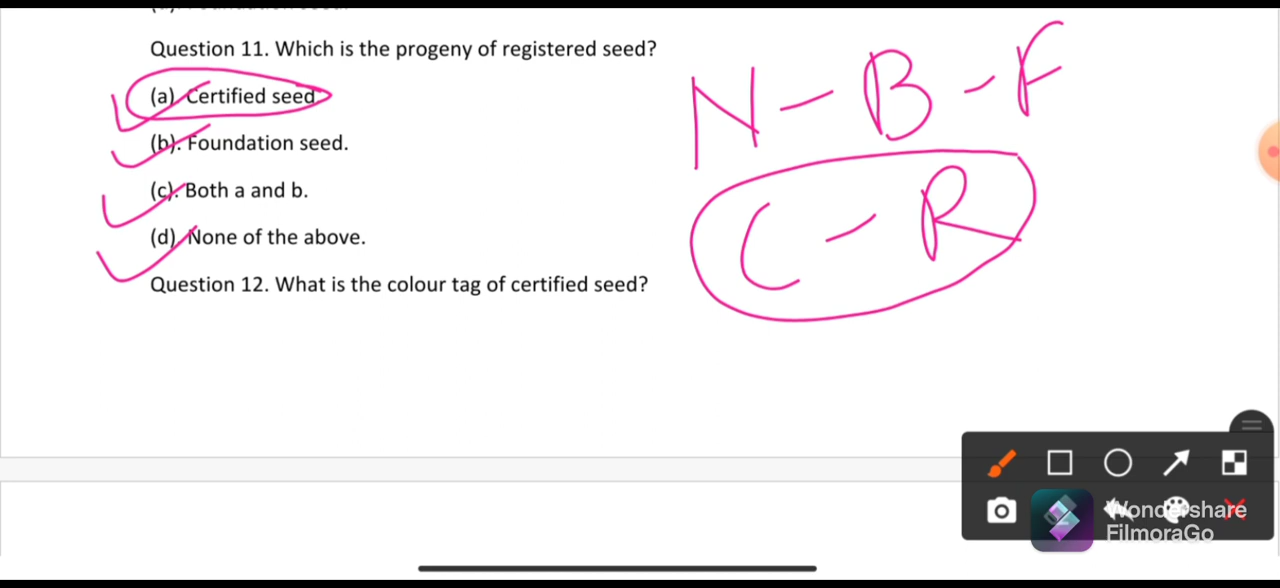 Question 11. Which is the progeny of registered seed?
(a). Certified seed.
(b). Foundation seed.
(c). Both a and b.
(d). None of the above.
Question 12. What is the colour tag of certified seed?
N - B - F
C - R
Wondershare
FilmoraGo